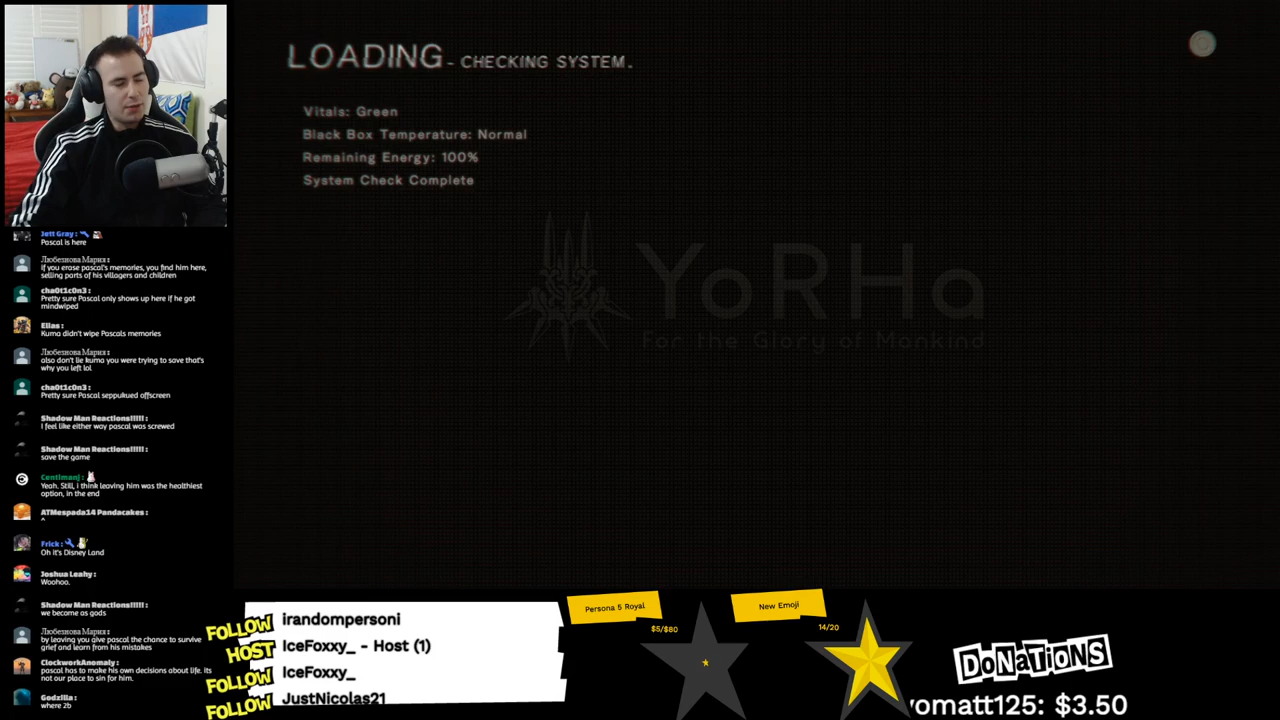 LOADING - CHECKING SYSTEM.
Vitals: Green
Black Box Temperature: Normal
Remaining Energy: 100%
System Check Complete
YoRHa
For the Glory of Mankind
Jett Gray :
Pascal is here
Любезнова Мария :
if you erase pascal's memories, you find him here,
selling parts of his villagers and children
cha0t1c0n3 :
Pretty sure Pascal only shows up here if he got
mindwiped
Elias :
Kuma didn't wipe Pascals memories
Любезнова Мария :
also don't lie kuma you were trying to save that's
why you left lol
cha0t1c0n3 :
Pretty sure Pascal seppukued offscreen
Shadow Man Reactions!!!!! :
I feel like either way pascal was screwed
Shadow Man Reactions!!!!! :
save the game
Centimanj :
Yeah. Still, i think leaving him was the healthiest
option, in the end
ATMespada14 Pandacakes :
^
Frick :
Oh it's Disney Land
Joshua Leahy :
Woohoo.
Shadow Man Reactions!!!!! :
we become as gods
Любезнова Мария :
by leaving you give pascal the chance to survive
grief and learn from his mistakes
ClockworkAnomaly :
pascal has to make his own decisions about life. its
not our place to sin for him.
Godzilla :
where 2b
FOLLOW irandompersoni
HOST IceFoxxy_ - Host (1)
FOLLOW IceFoxxy_
FOLLOW JustNicolas21
Persona 5 Royal
$5/$80
New Emoji
14/20
DONATIONS
yomatt125: $3.50